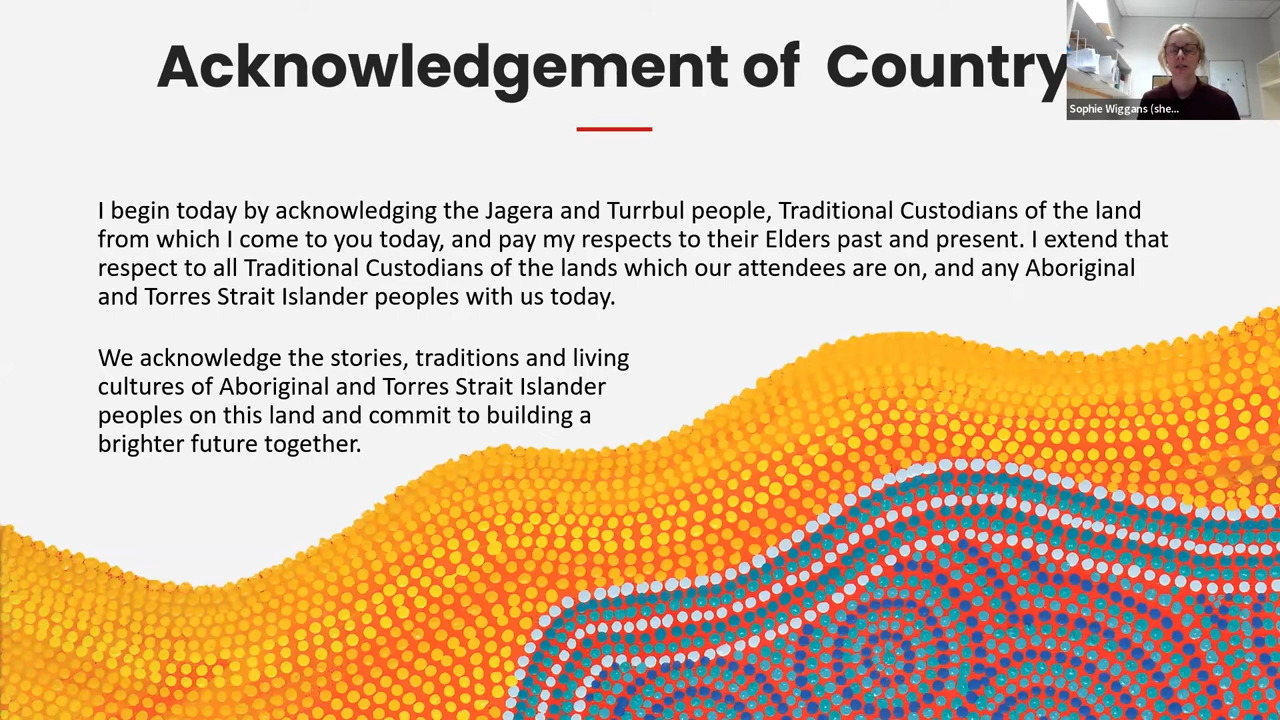 Acknowledgement of Country
Sophie Wiggans (she...
I begin today by acknowledging the Jagera and Turrbul people, Traditional Custodians of the land
from which I come to you today, and pay my respects to their Elders past and present. I extend that
respect to all Traditional Custodians of the lands which our attendees are on, and any Aboriginal
and Torres Strait Islander peoples with us today.
We acknowledge the stories, traditions and living
cultures of Aboriginal and Torres Strait Islander
peoples on this land and commit to building a
brighter future together.